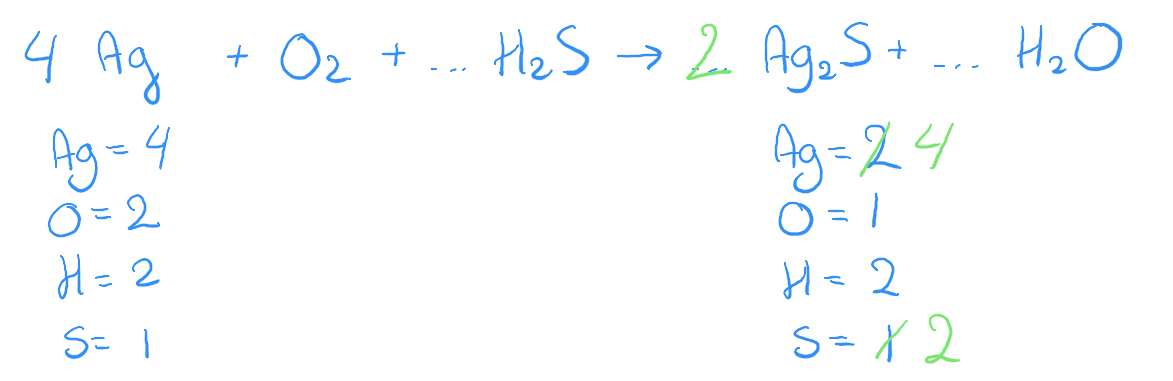 4 Ag + O₂ + ... H₂S → 2 Ag₂S + ... H₂O
Ag = 4 Ag = 2 4
O = 2 O = 1
H = 2 H = 2
S = 1 S = 1 2